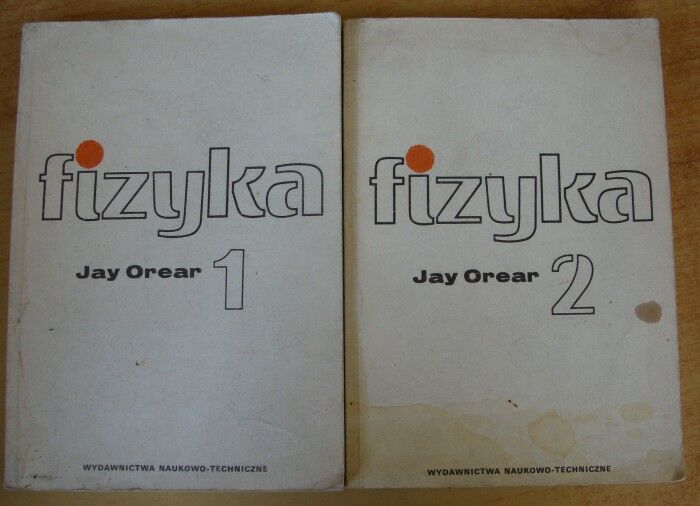 fizyka
Jay Orear 1
WYDAWNICTWA NAUKOWO-TECHNICZNE
fizyka
Jay Orear 2
WYDAWNICTWA NAUKOWO-TECHNICZNE